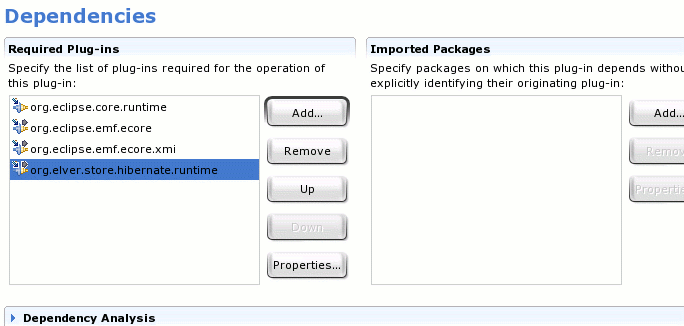 Dependencies
Required Plug-ins
Specify the list of plug-ins required for the operation of
this plug-in:
org.eclipse.core.runtime
org.eclipse.emf.ecore
org.eclipse.emf.ecore.xmi
org.elver.store.hibernate.runtime
Add...
Remove
Up
Down
Properties...
Imported Packages
Specify packages on which this plug-in depends withou
explicitly identifying their originating plug-in:
Add...
Remov
Propertie
Dependency Analysis